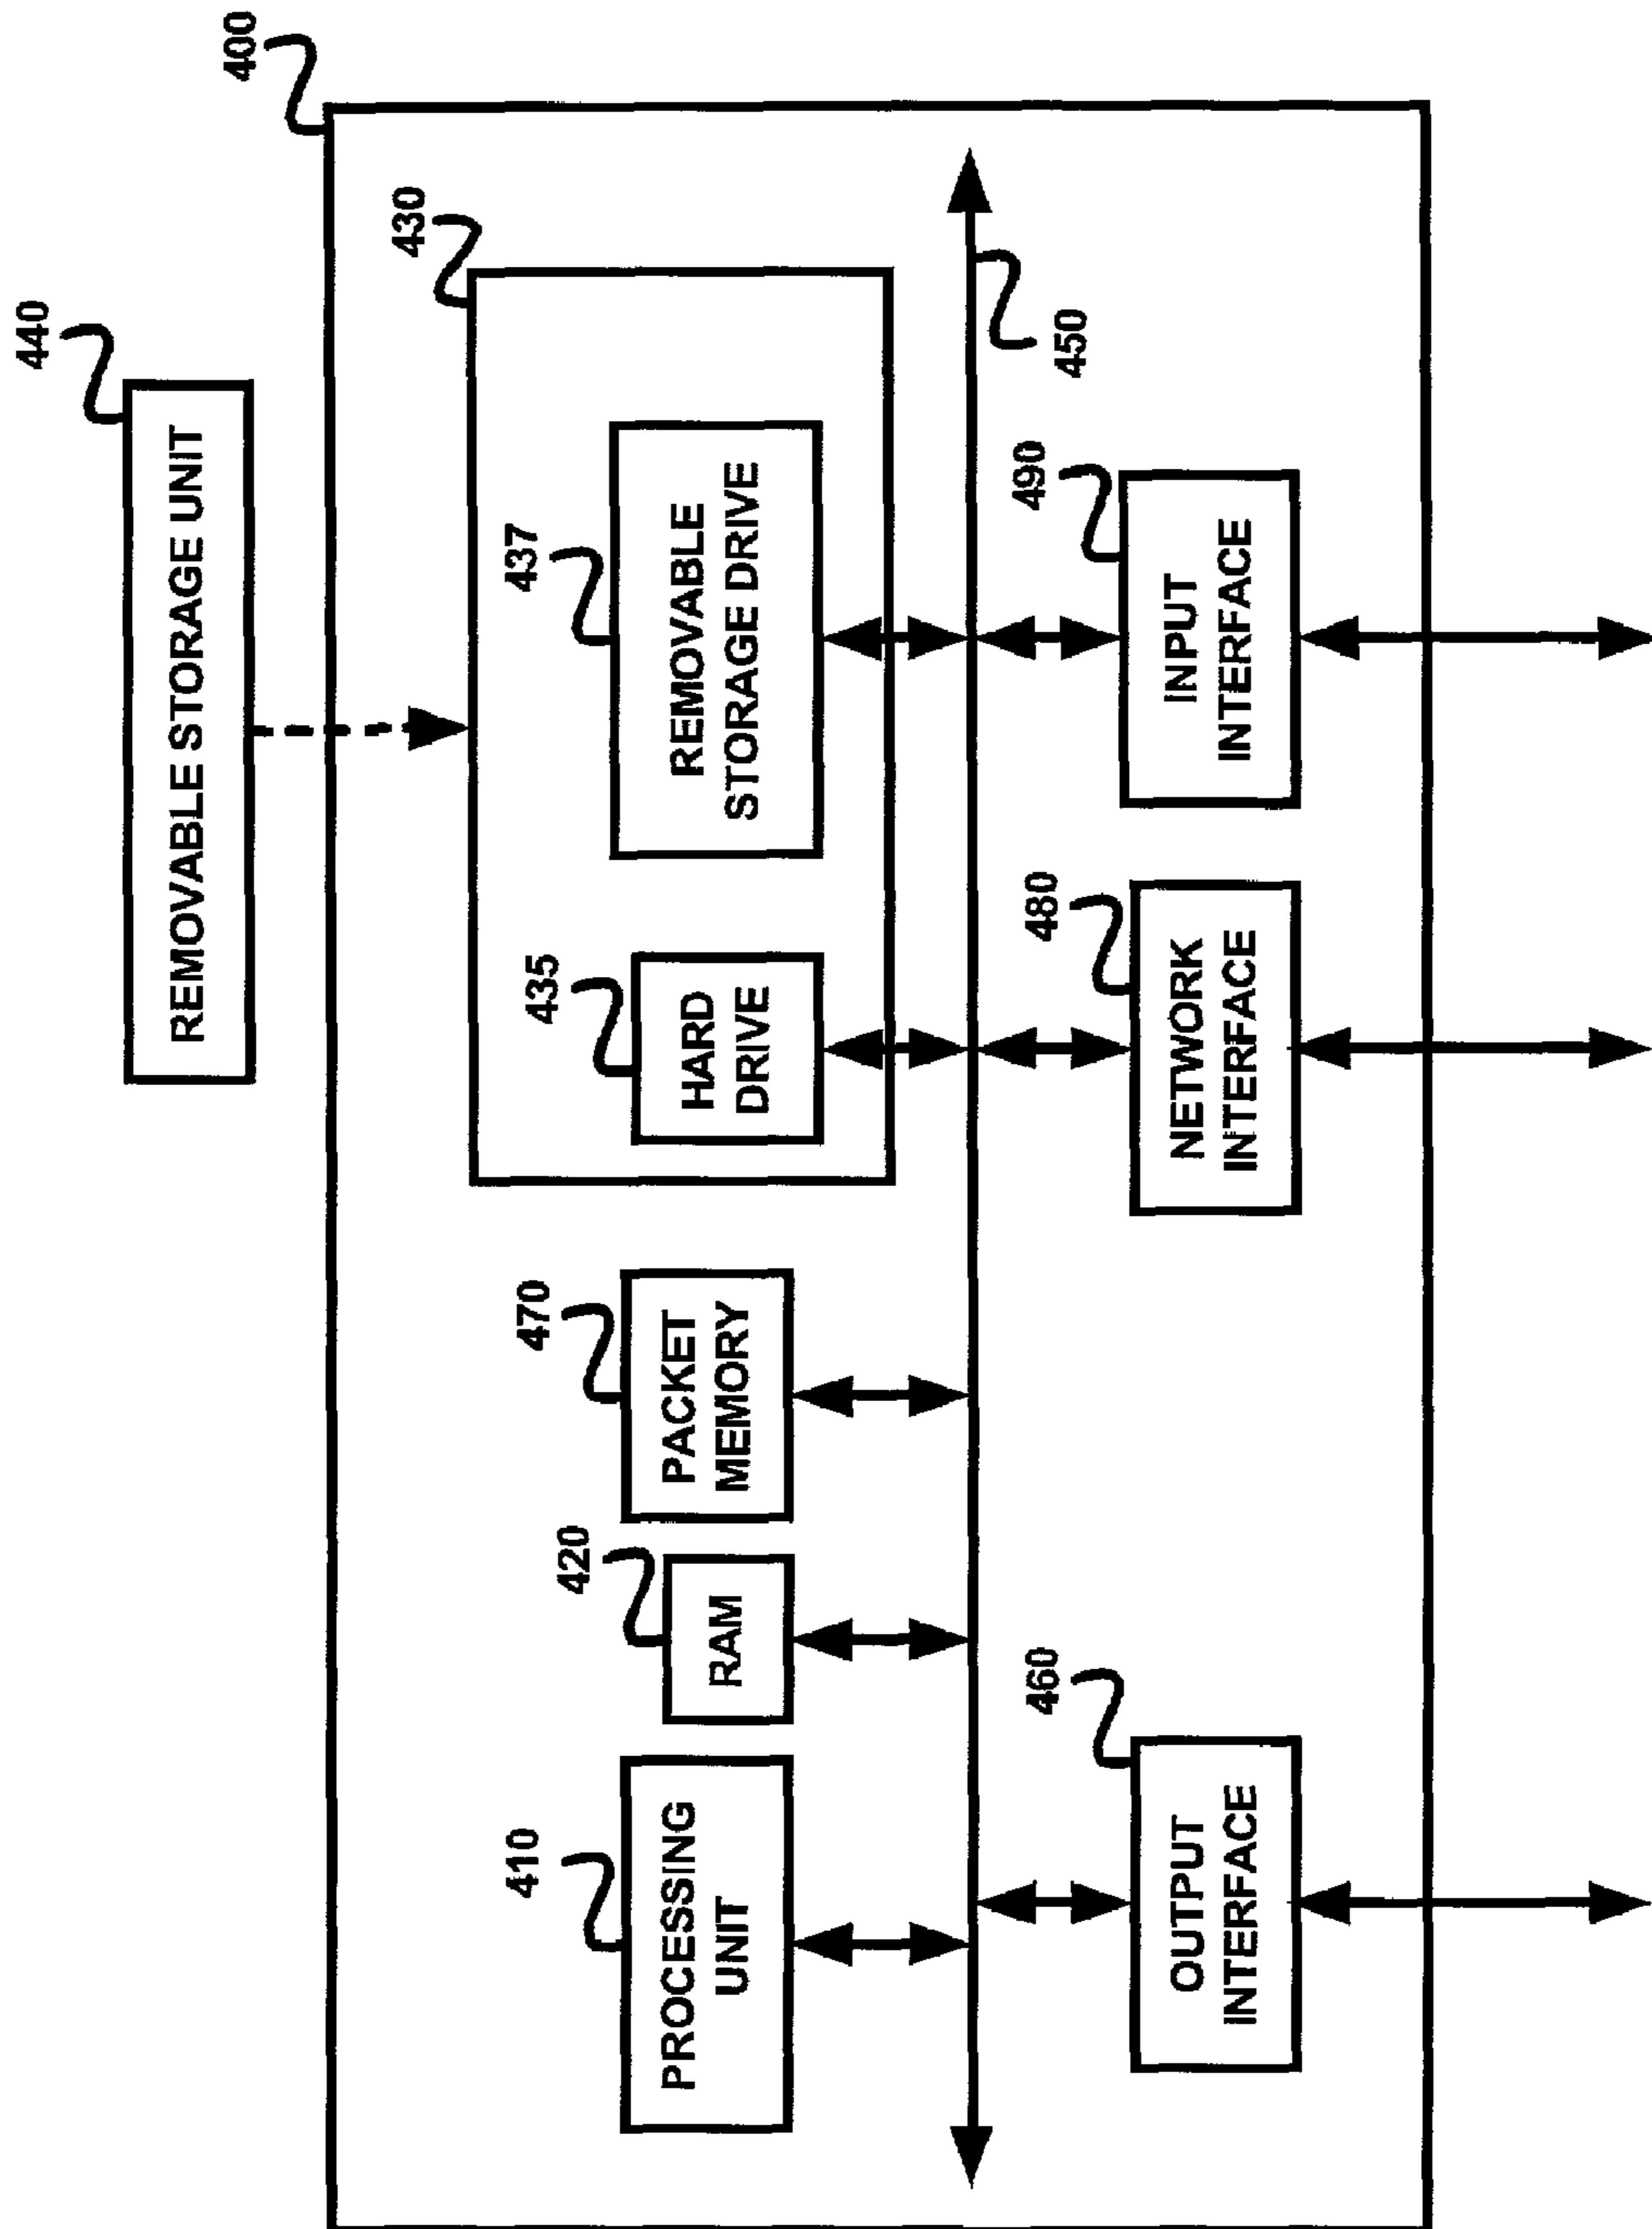 400
440
REMOVABLE STORAGE UNIT
430
410
PROCESSING
UNIT
420
RAM
470
PACKET
MEMORY
435
HARD
DRIVE
437
REMOVABLE
STORAGE DRIVE
450
460
OUTPUT
INTERFACE
480
NETWORK
INTERFACE
490
INPUT
INTERFACE